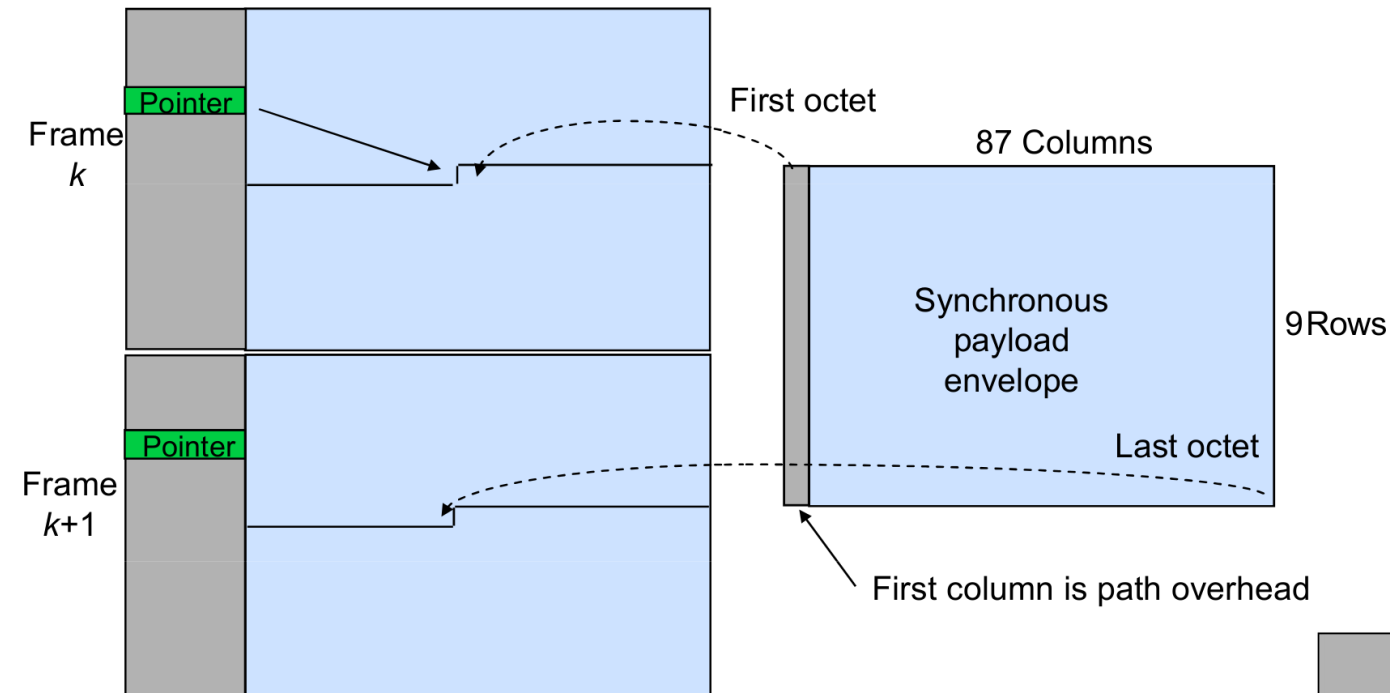 Pointer
Frame
k
First octet
87 Columns
Synchronous
payload
envelope
9Rows
Pointer
Last octet
Frame
k+1
First column is path overhead